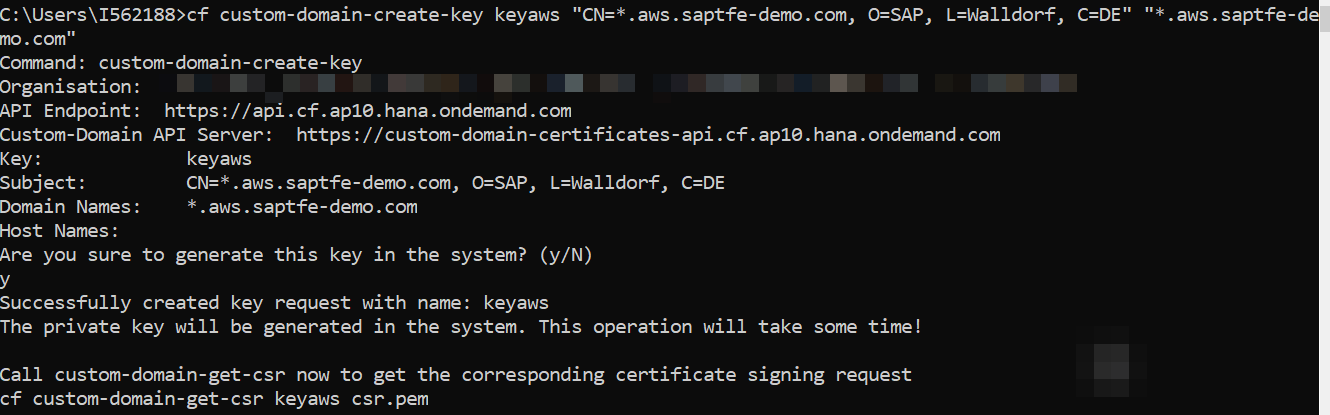 C:\Users\I562188>cf custom-domain-create-key keyaws "CN=*.aws.saptfe-demo.com, O=SAP, L=Walldorf, C=DE" "*.aws.saptfe-de
mo.com"
Command: custom-domain-create-key
Organisation:
API Endpoint:  https://api.cf.ap10.hana.ondemand.com
Custom-Domain API Server:  https://custom-domain-certificates-api.cf.ap10.hana.ondemand.com
Key:             keyaws
Subject:         CN=*.aws.saptfe-demo.com, O=SAP, L=Walldorf, C=DE
Domain Names:    *.aws.saptfe-demo.com
Host Names:
Are you sure to generate this key in the system? (y/N)
y
Successfully created key request with name: keyaws
The private key will be generated in the system. This operation will take some time!
Call custom-domain-get-csr now to get the corresponding certificate signing request
cf custom-domain-get-csr keyaws csr.pem